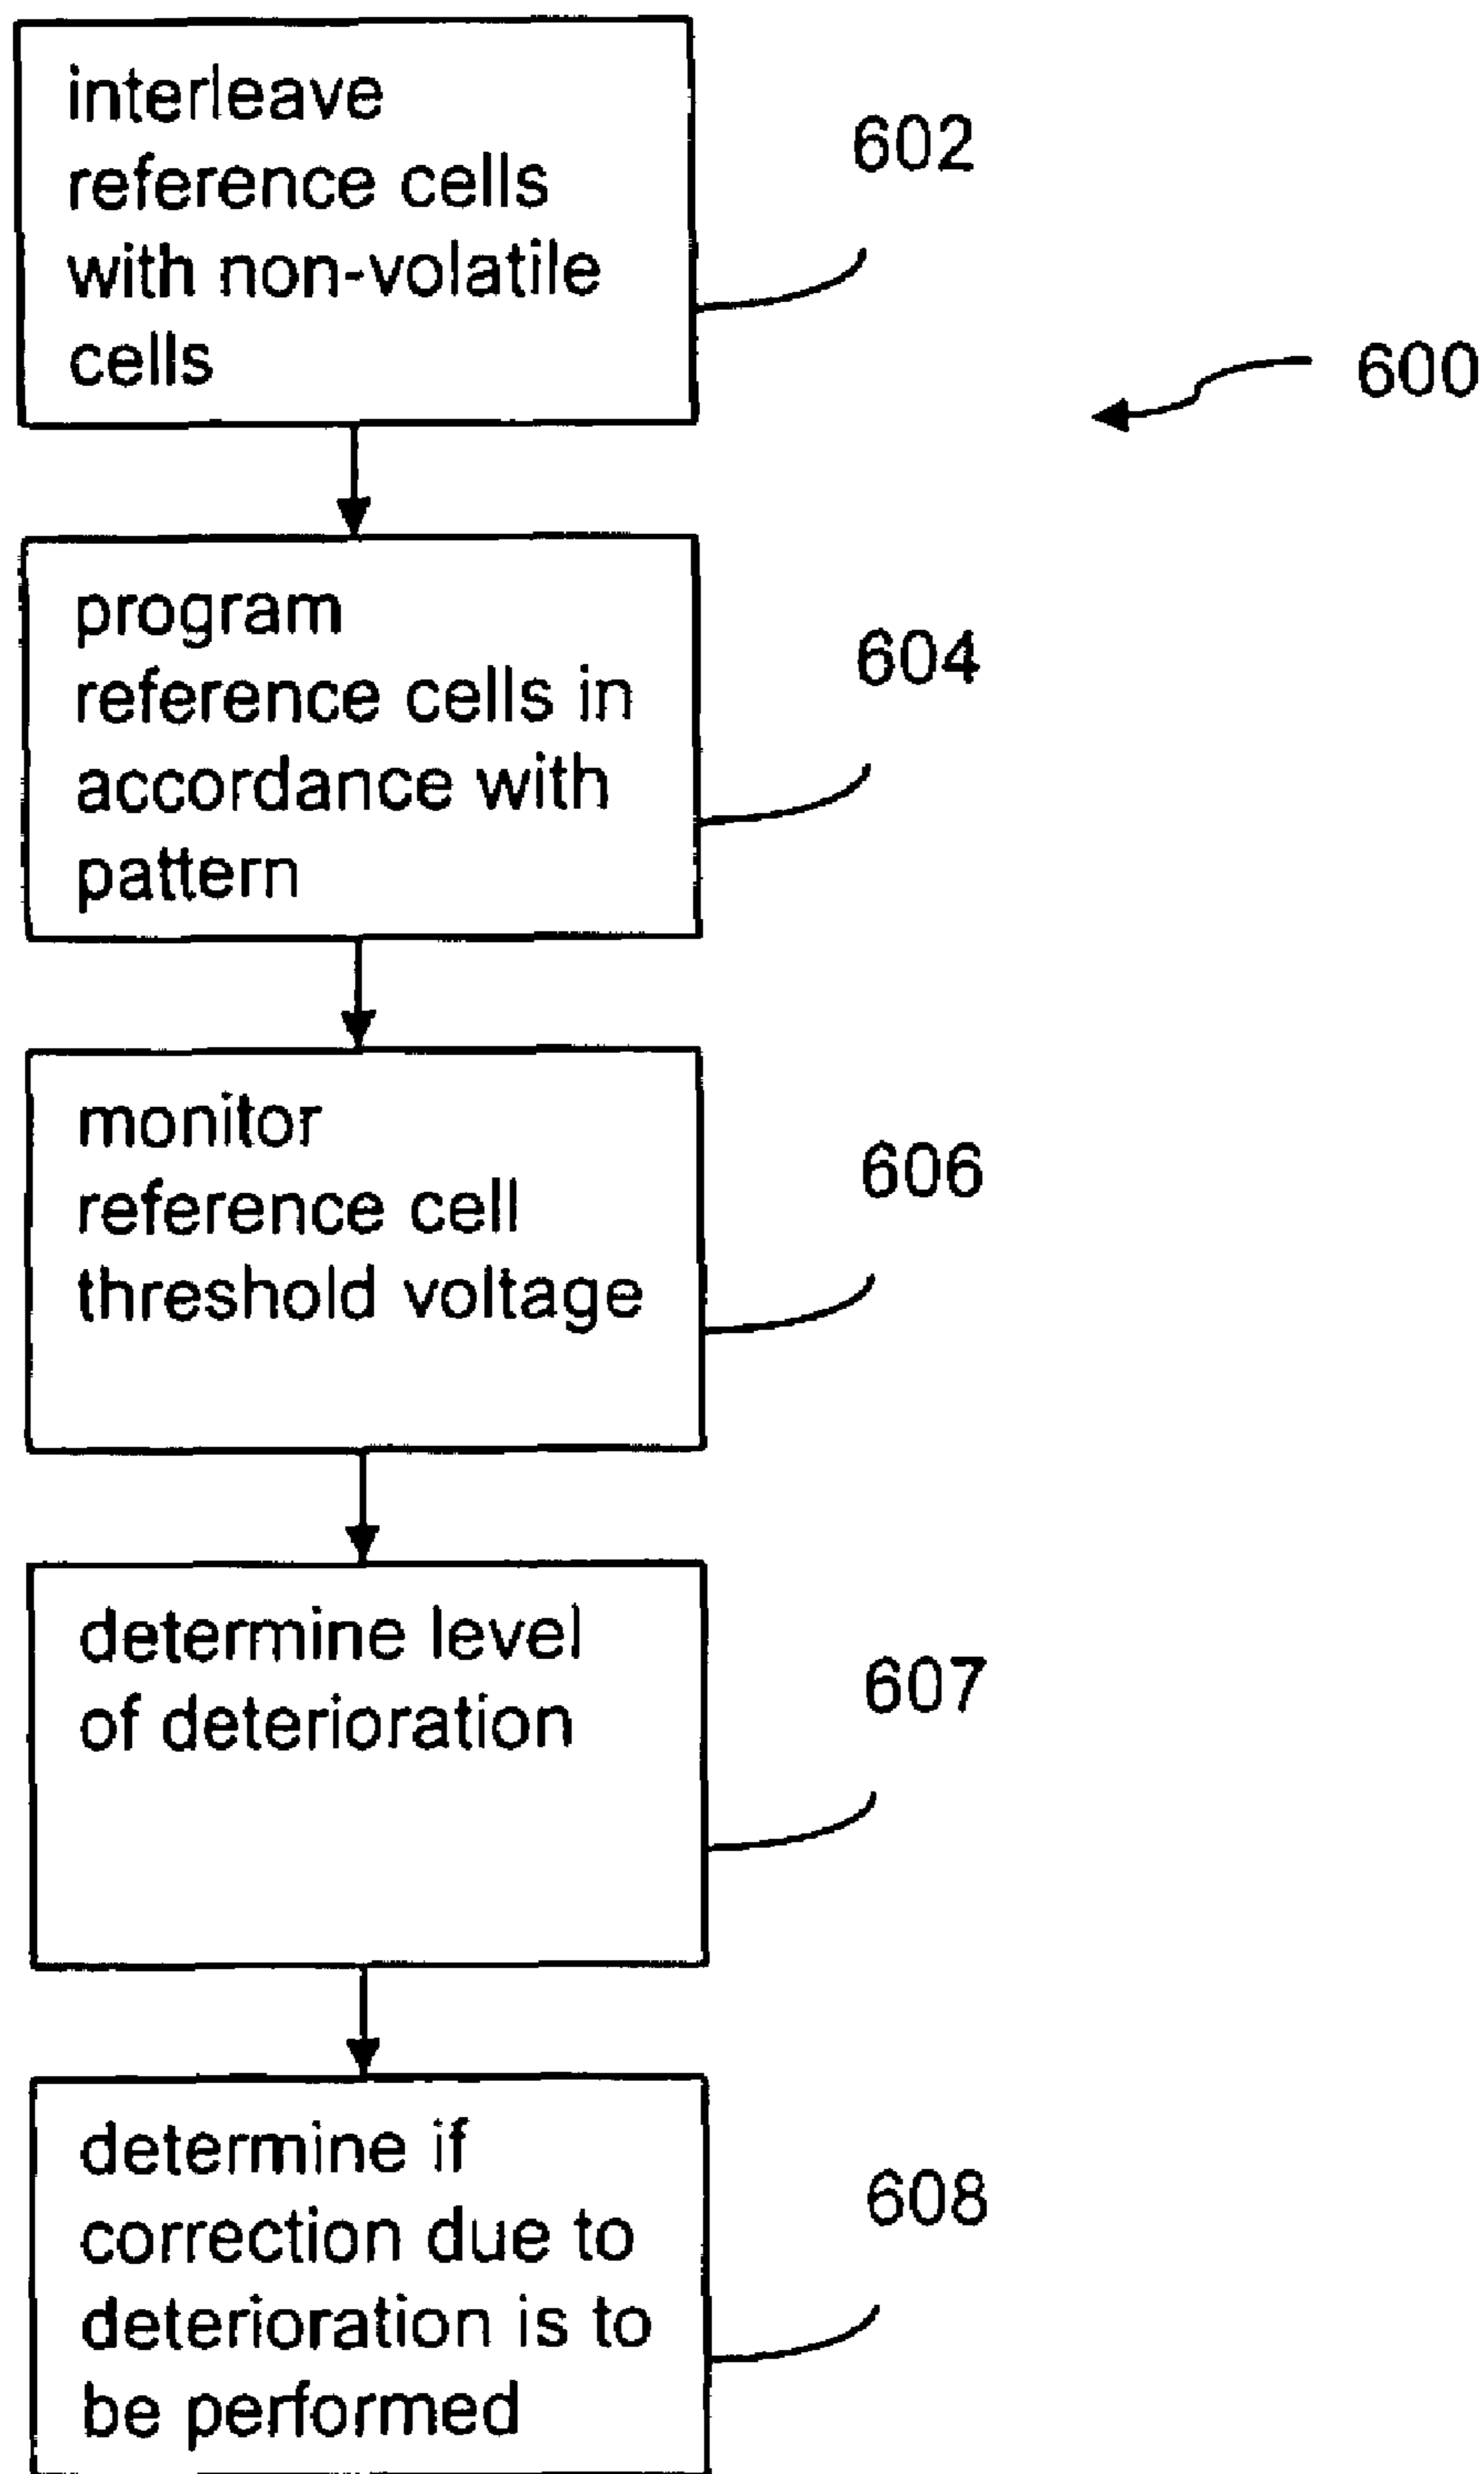 interleave
reference cells
with non-volatile
cells
602
600
program
reference cells in
accordance with
pattern
604
monitor
reference cell
threshold voltage
606
determine level
of deterioration
607
determine if
correction due to
deterioration is to
be performed
608